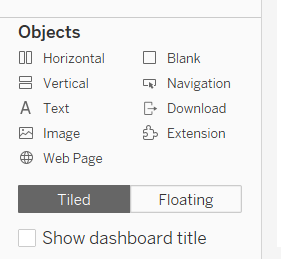 Objects
Horizontal Blank
Vertical Navigation
A Text Download
Image Extension
Web Page
Tiled Floating
Show dashboard title